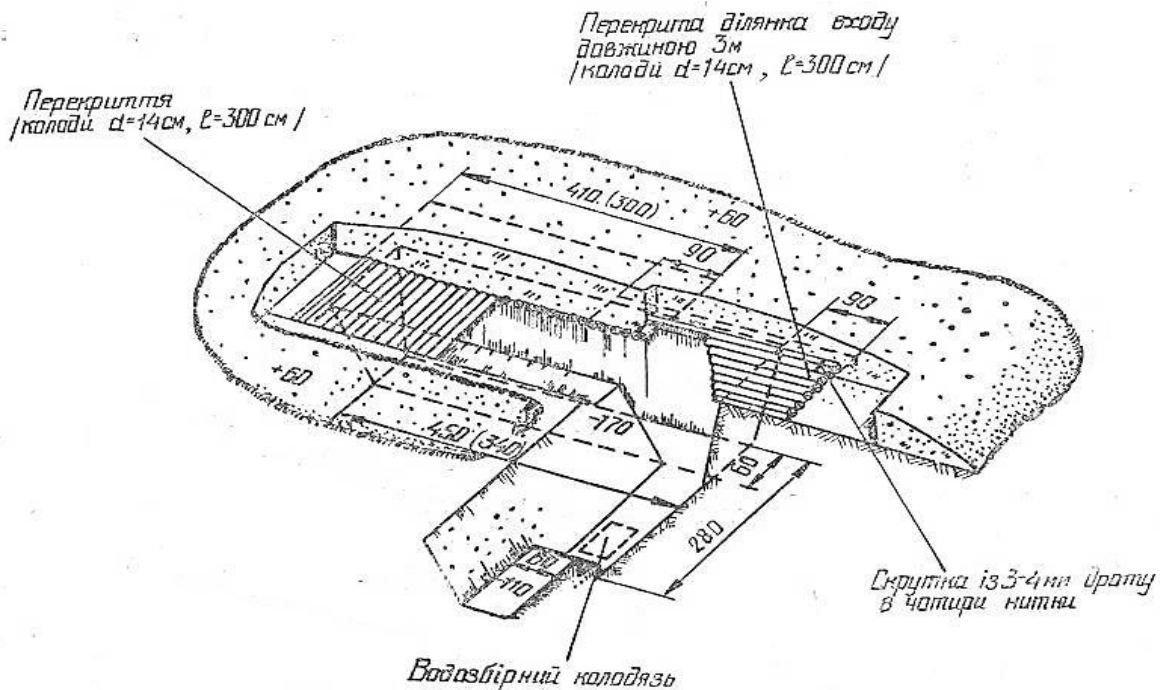 Перекрита ділянка входу
довжиною 3м
/колоди d=14см, ℓ=300см/
Перекриття
/колоди d=14см, ℓ=300см/
410 (300)
+60
90
90
+60
450 (340)
-170
60
280
60
110
Скрутка із 3-4мм дроту
в чотири нитки
Водозбірний колодязь